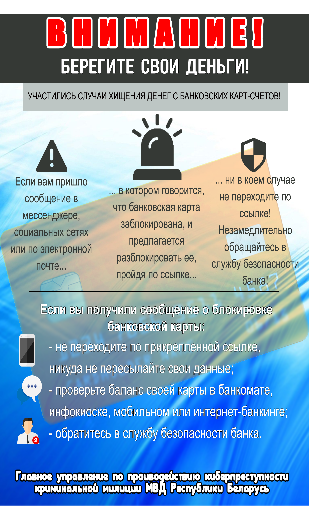 ВНИМАНИЕ!
БЕРЕГИТЕ СВОИ ДЕНЬГИ!
УЧАСТИЛИСЬ СЛУЧАИ ХИЩЕНИЯ ДЕНЕГ С БАНКОВСКИХ КАРТ-СЧЕТОВ!
Если вам пришло
сообщение в
мессенджере,
социальных сетях
или по электронной
почте...
... в котором говорится,
что банковская карта
заблокирована, и
предлагается
разблокировать ее,
пройдя по ссылке...
... ни в коем случае
не переходите по
ссылке!
Незамедлительно
обращайтесь в
службу безопасности
банка!
Если вы получили сообщение о блокировке
банковской карты:
- не переходите по прикрепленной ссылке,
никуда не пересылайте свои данные;
- проверьте баланс своей карты в банкомате,
инфокиоске, мобильном или интернет-банкинге;
- обратитесь в службу безопасности банка.
Главное управление по противодействию киберпреступности
криминальной милиции МВД Республики Беларусь